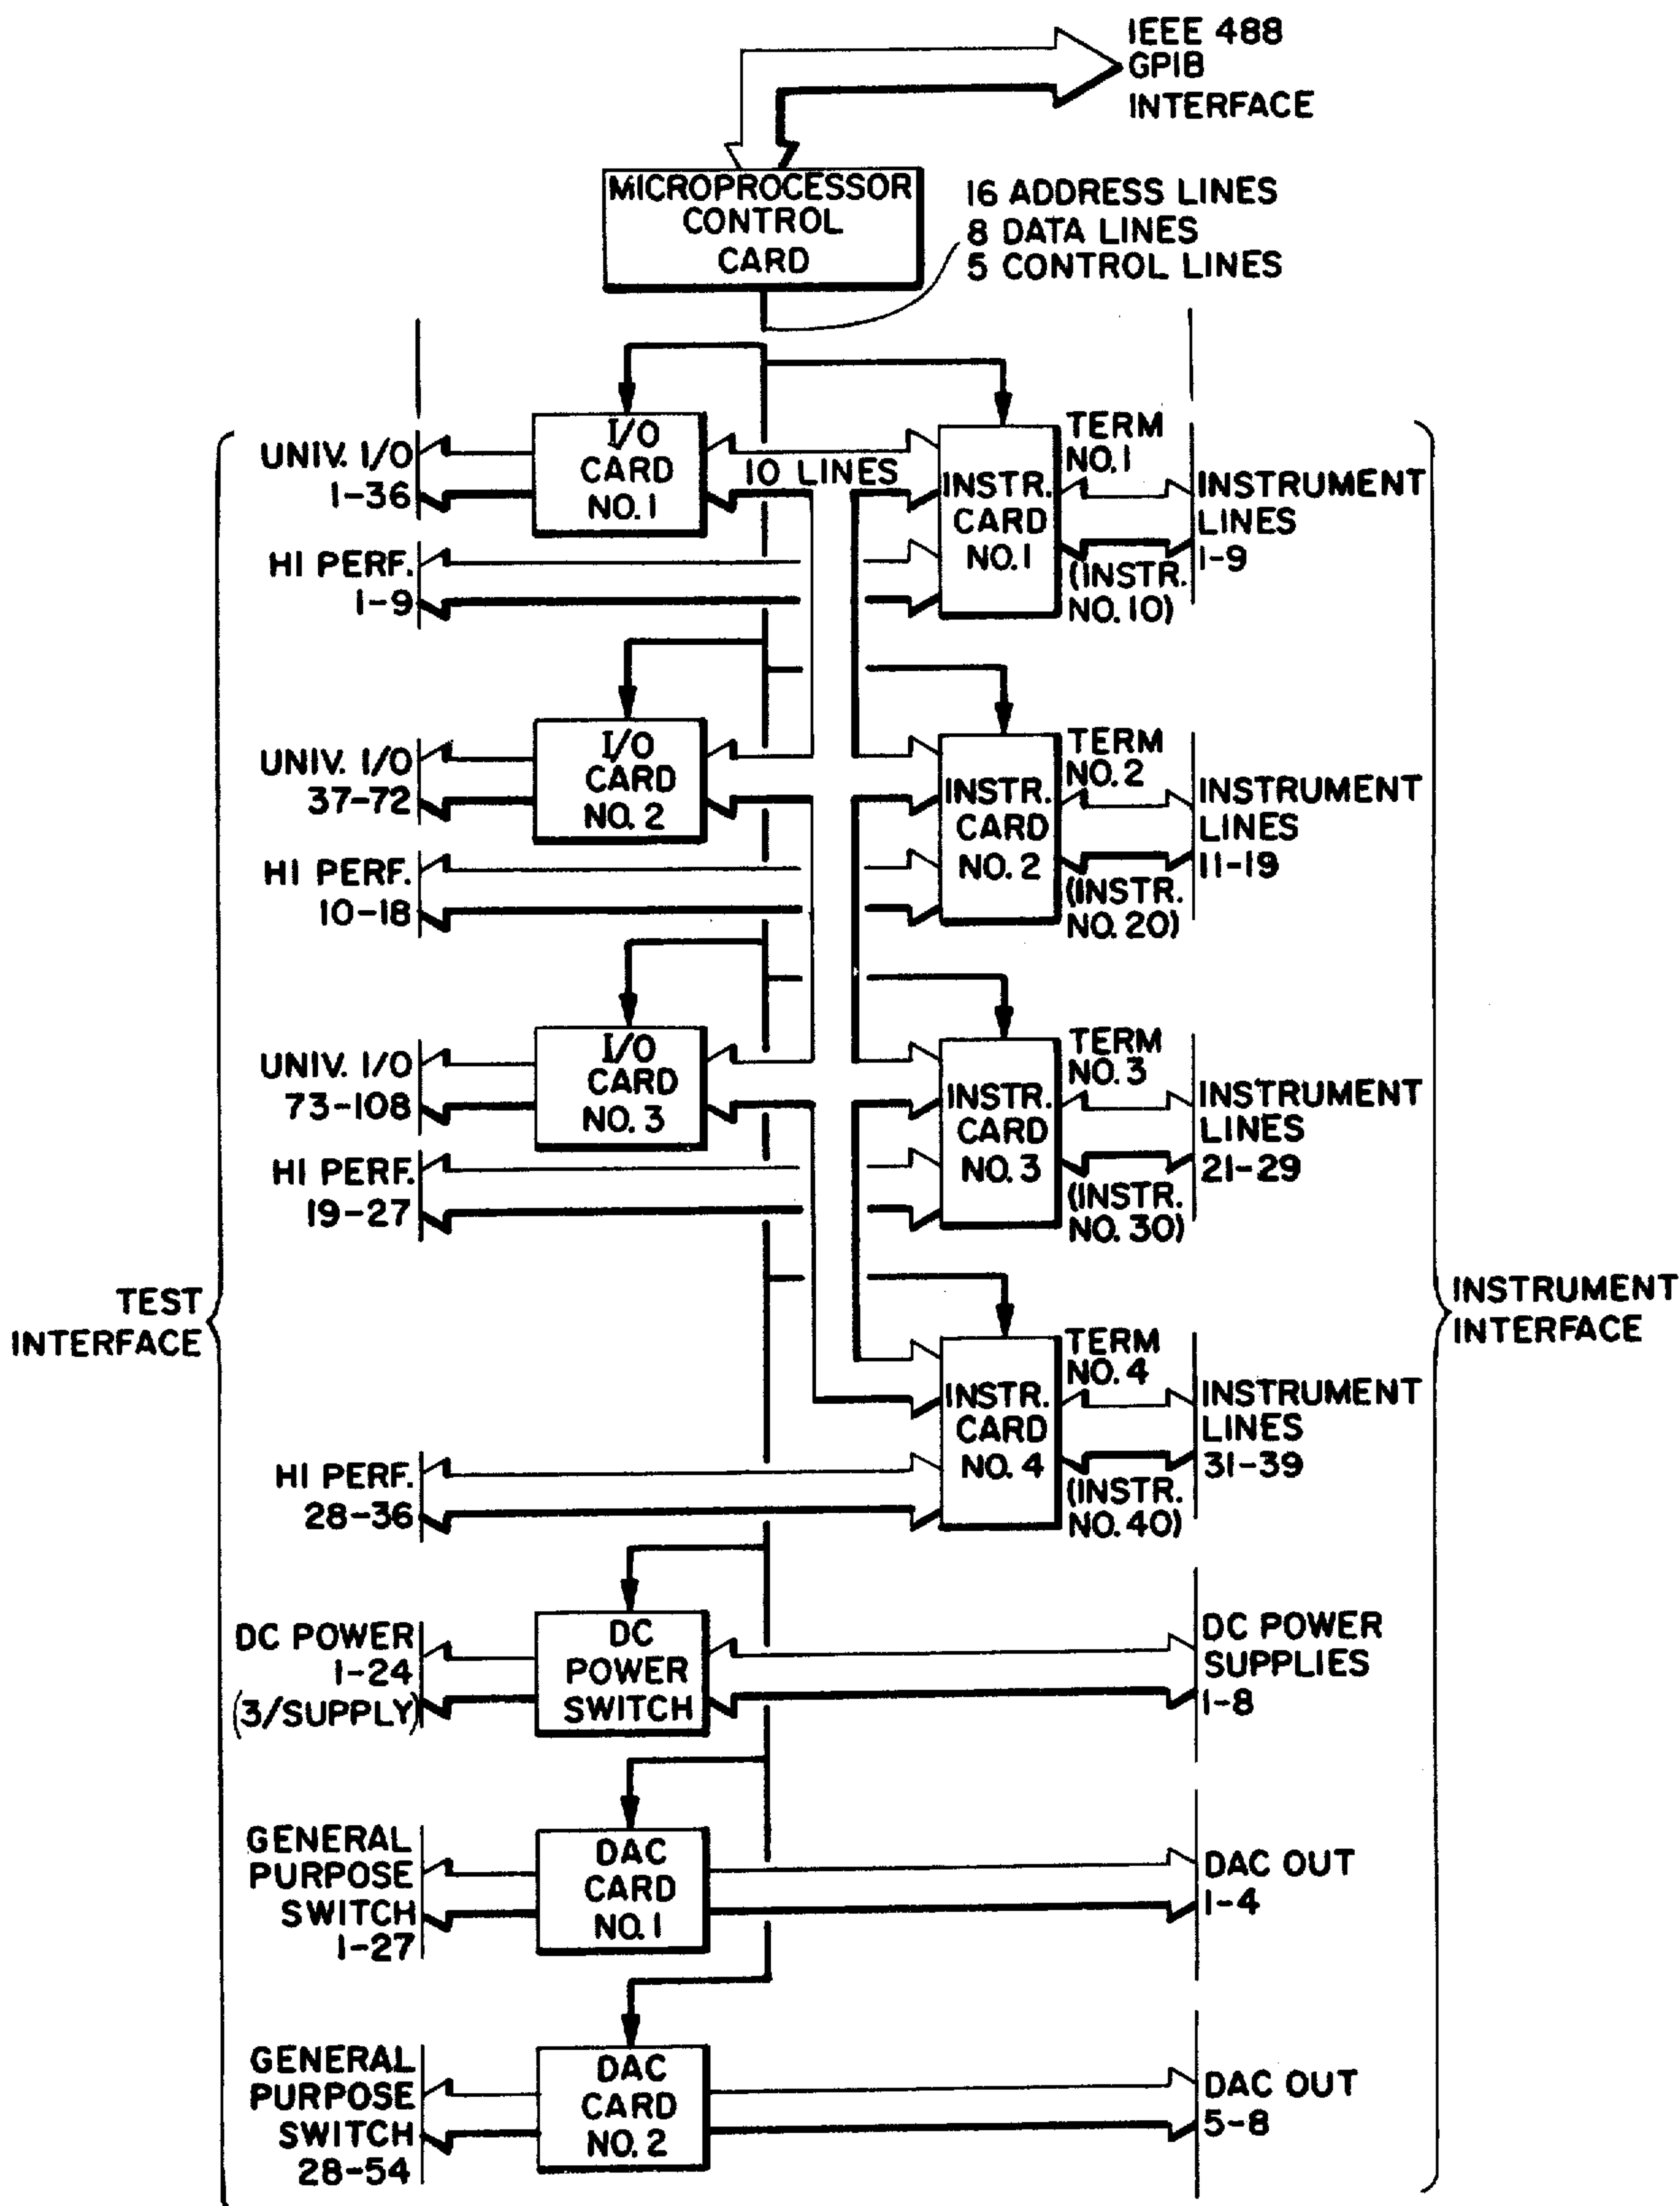 IEEE 488
GPIB
INTERFACE
MICROPROCESSOR
CONTROL
CARD
16 ADDRESS LINES
8 DATA LINES
5 CONTROL LINES
UNIV. I/O
1-36
I/O
CARD
NO. 1
10 LINES
INSTR.
CARD
NO. 1
TERM
NO. 1
(INSTR.
NO. 10)
INSTRUMENT
LINES
1-9
HI PERF.
1-9
UNIV. I/O
37-72
I/O
CARD
NO. 2
INSTR.
CARD
NO. 2
TERM
NO. 2
(INSTR.
NO. 20)
INSTRUMENT
LINES
11-19
HI PERF.
10-18
UNIV. I/O
73-108
I/O
CARD
NO. 3
INSTR.
CARD
NO. 3
TERM
NO. 3
(INSTR.
NO. 30)
INSTRUMENT
LINES
21-29
HI PERF.
19-27
TEST
INTERFACE
INSTRUMENT
INTERFACE
INSTR.
CARD
NO. 4
TERM
NO. 4
(INSTR.
NO. 40)
INSTRUMENT
LINES
31-39
HI PERF.
28-36
DC POWER
1-24
(3/SUPPLY)
DC
POWER
SWITCH
DC POWER
SUPPLIES
1-8
GENERAL
PURPOSE
SWITCH
1-27
DAC
CARD
NO. 1
DAC OUT
1-4
GENERAL
PURPOSE
SWITCH
28-54
DAC
CARD
NO. 2
DAC OUT
5-8